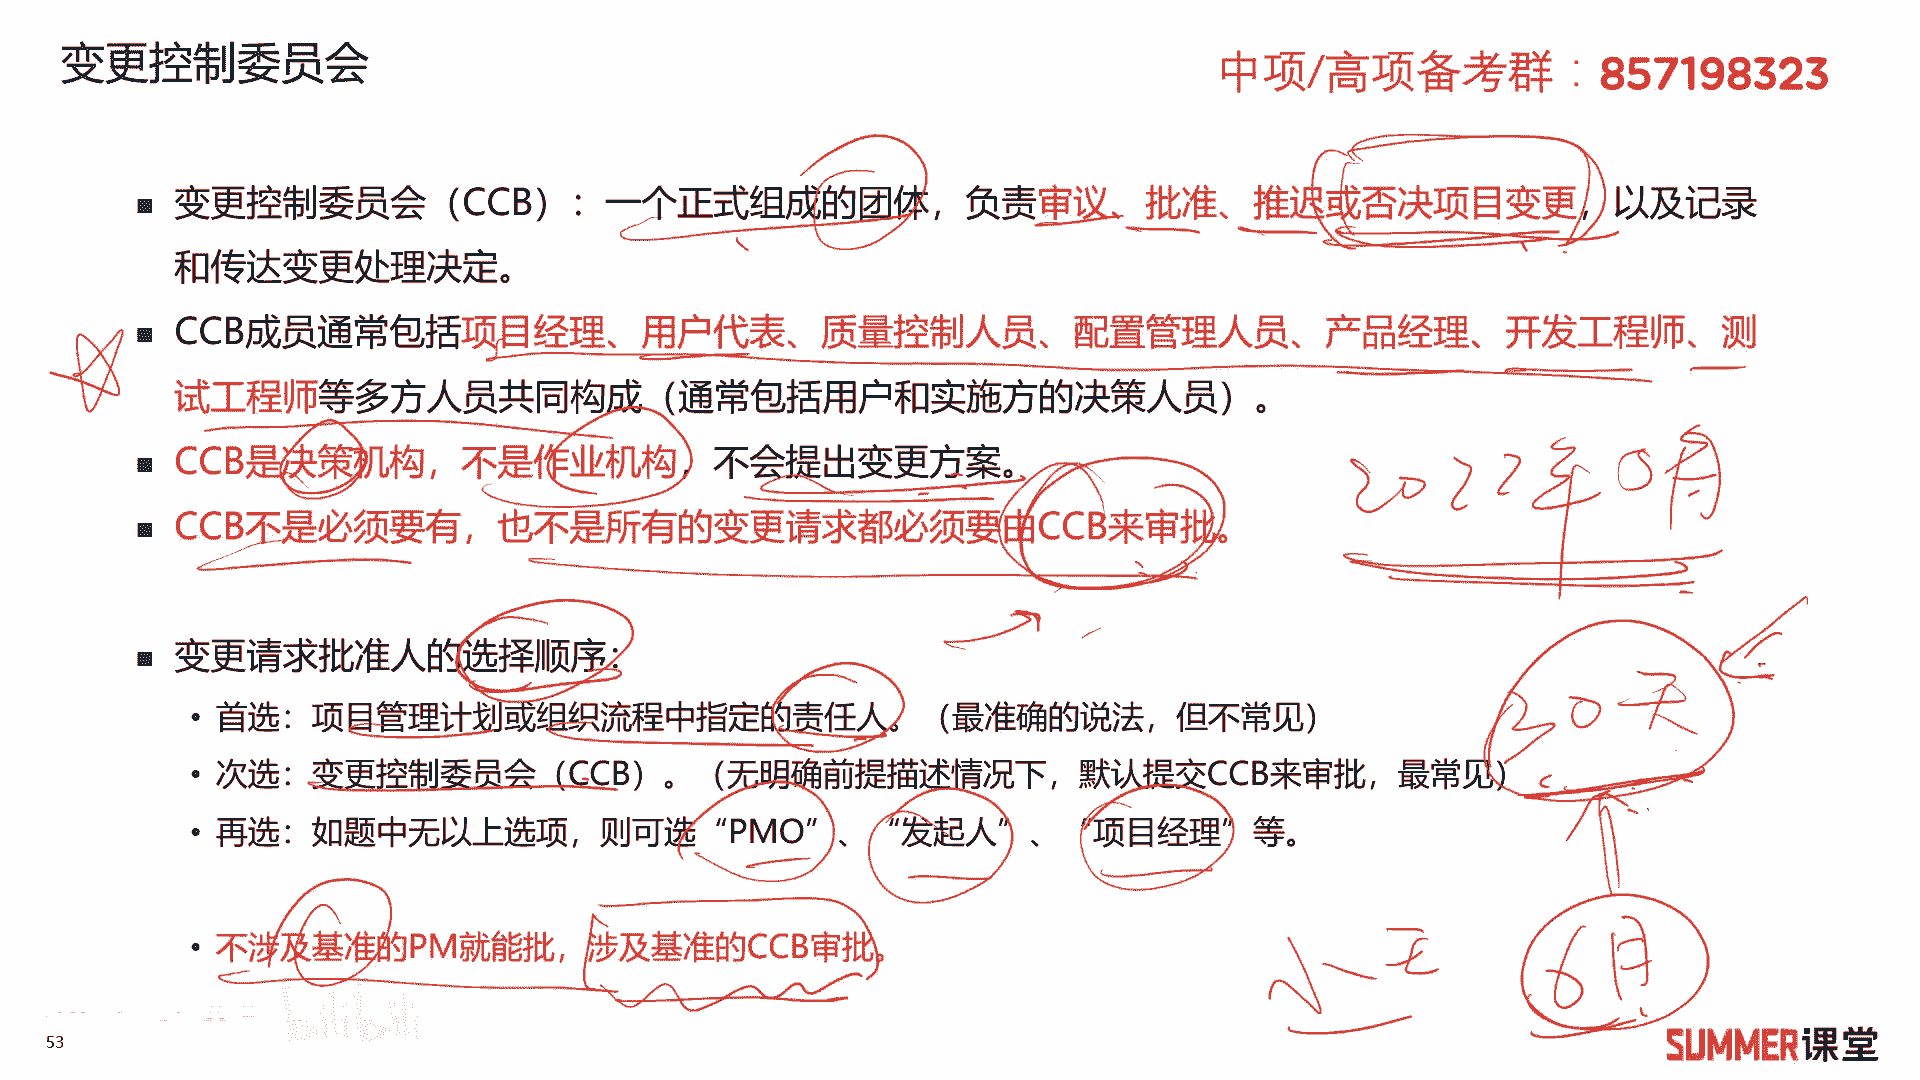 变更控制委员会
中项/高项备考群：857198323
▪ 变更控制委员会（CCB）：一个正式组成的团体，负责审议、批准、推迟或否决项目变更，以及记录
和传达变更处理决定。
▪ CCB成员通常包括项目经理、用户代表、质量控制人员、配置管理人员、产品经理、开发工程师、测
试工程师等多方人员共同构成（通常包括用户和实施方的决策人员）。
▪ CCB是决策机构，不是作业机构，不会提出变更方案。
▪ CCB不是必须要有，也不是所有的变更请求都必须要由CCB来审批。
2022年
▪ 变更请求批准人的选择顺序：
• 首选：项目管理计划或组织流程中指定的责任人。（最准确的说法，但不常见）
20天
• 次选：变更控制委员会（CCB）。（无明确前提描述情况下，默认提交CCB来审批，最常见）
• 再选：如题中无以上选项，则可选“PMO”、“发起人”、“项目经理”等。
• 不涉及基准的PM就能批，涉及基准的CCB审批。
6月
53
SUMMER课堂